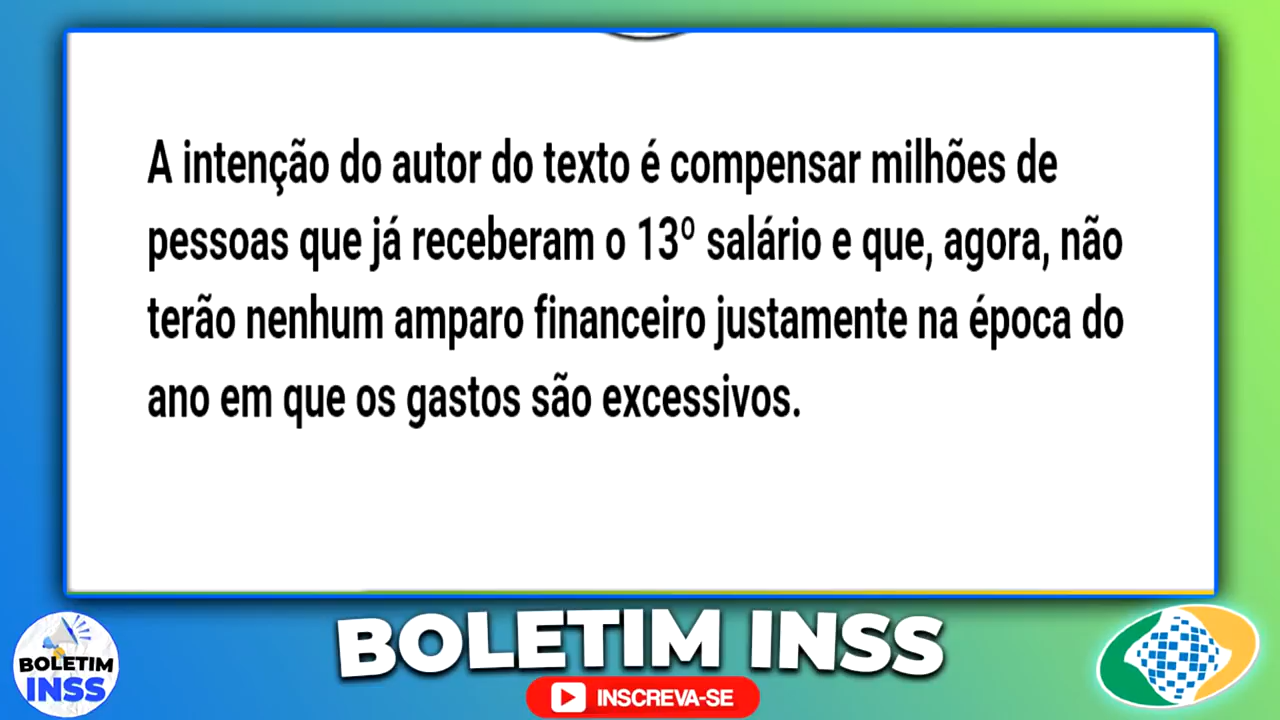 A intenção do autor do texto é compensar milhões de
pessoas que já receberam o 13º salário e que, agora, não
terão nenhum amparo financeiro justamente na época do
ano em que os gastos são excessivos.
BOLETIM INSS
INSCREVA-SE
BOLETIM
INSS